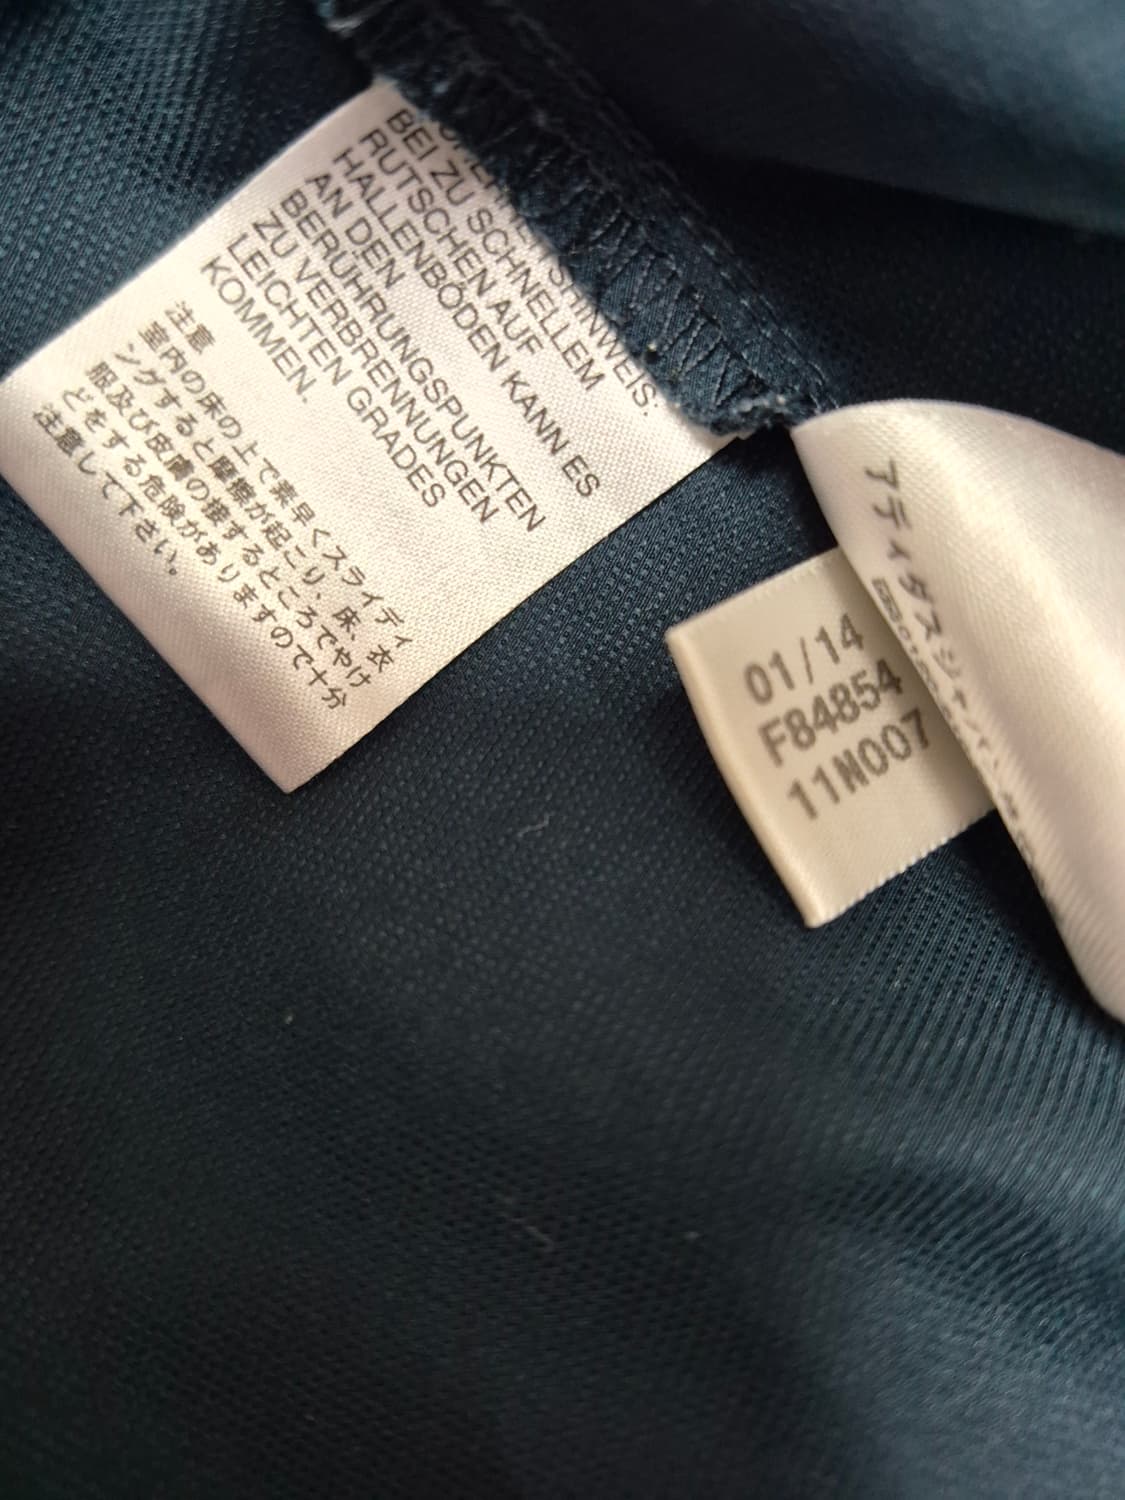 BEI ZU SCHNELLEM
RUTSCHEN AUF
HALLENBÖDEN KANN ES
AN DEN
BERÜHRUNGSPUNKTEN
ZU VERBRENNUNGEN
LEICHTEN GRADES
KOMMEN.
注意
室内の床の上で素早くスライディ
ングすると摩擦が起こり、床、衣
服及び皮膚の接するところでやけ
どをする危険がありますので十分
注意して下さい。
01/14
F84854
11M007
アディダスジャパン